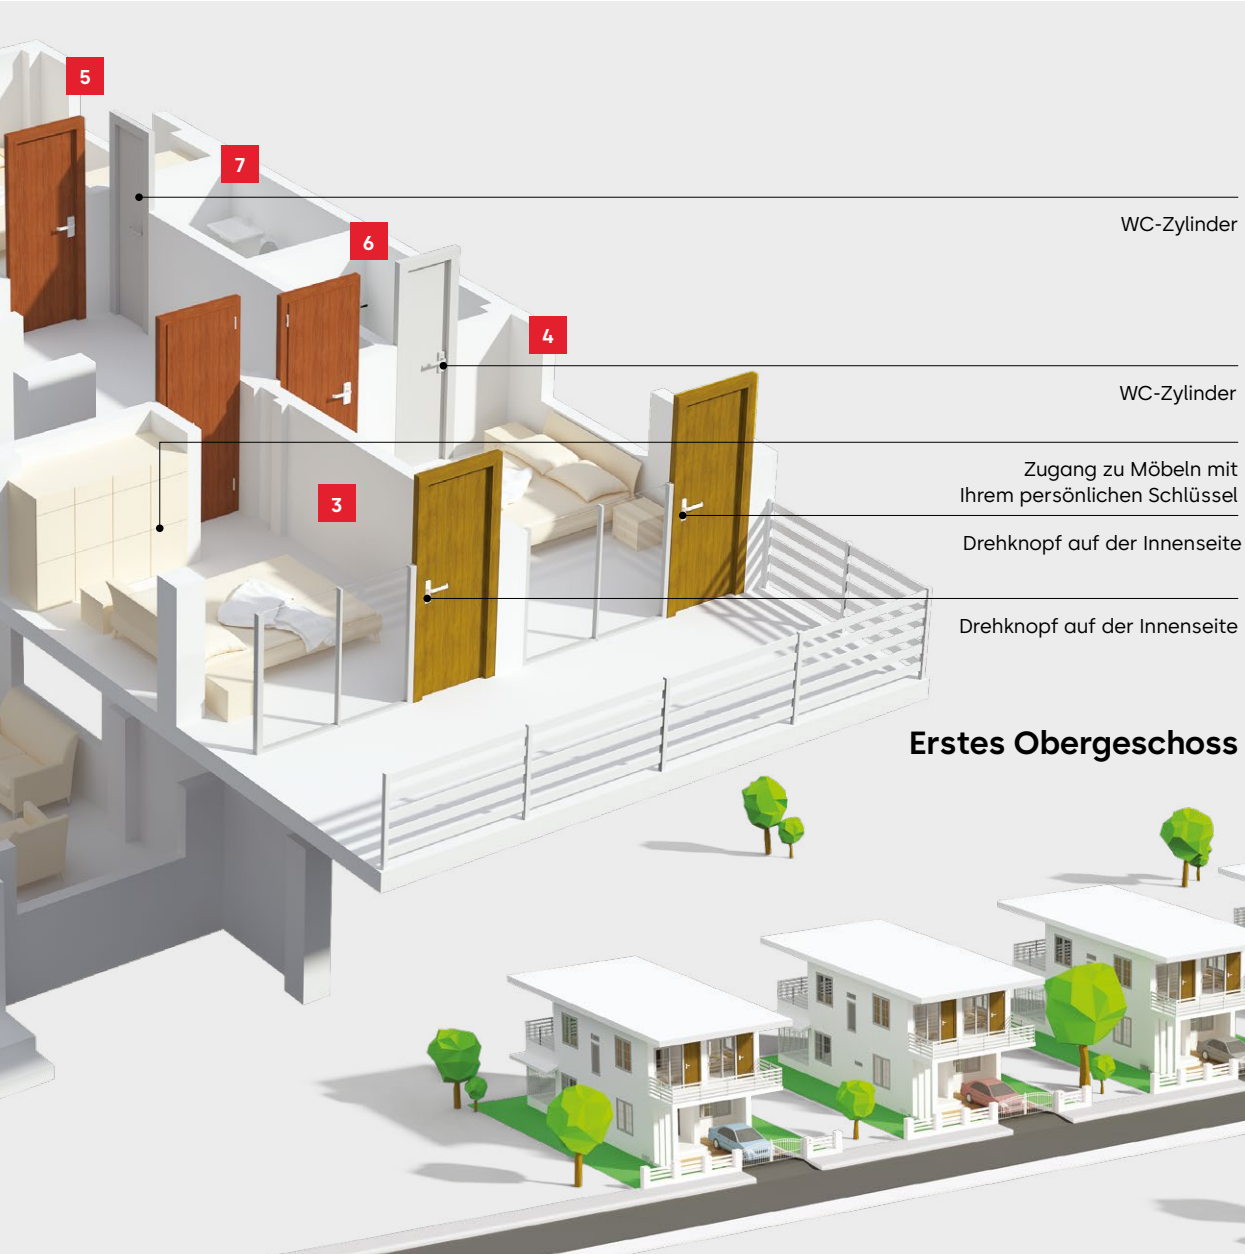 5
7
WC-Zylinder
6
4
WC-Zylinder
Zugang zu Möbeln mit
Ihrem persönlichen Schlüssel
3
Drehknopf auf der Innenseite
Drehknopf auf der Innenseite
Erstes Obergeschoss